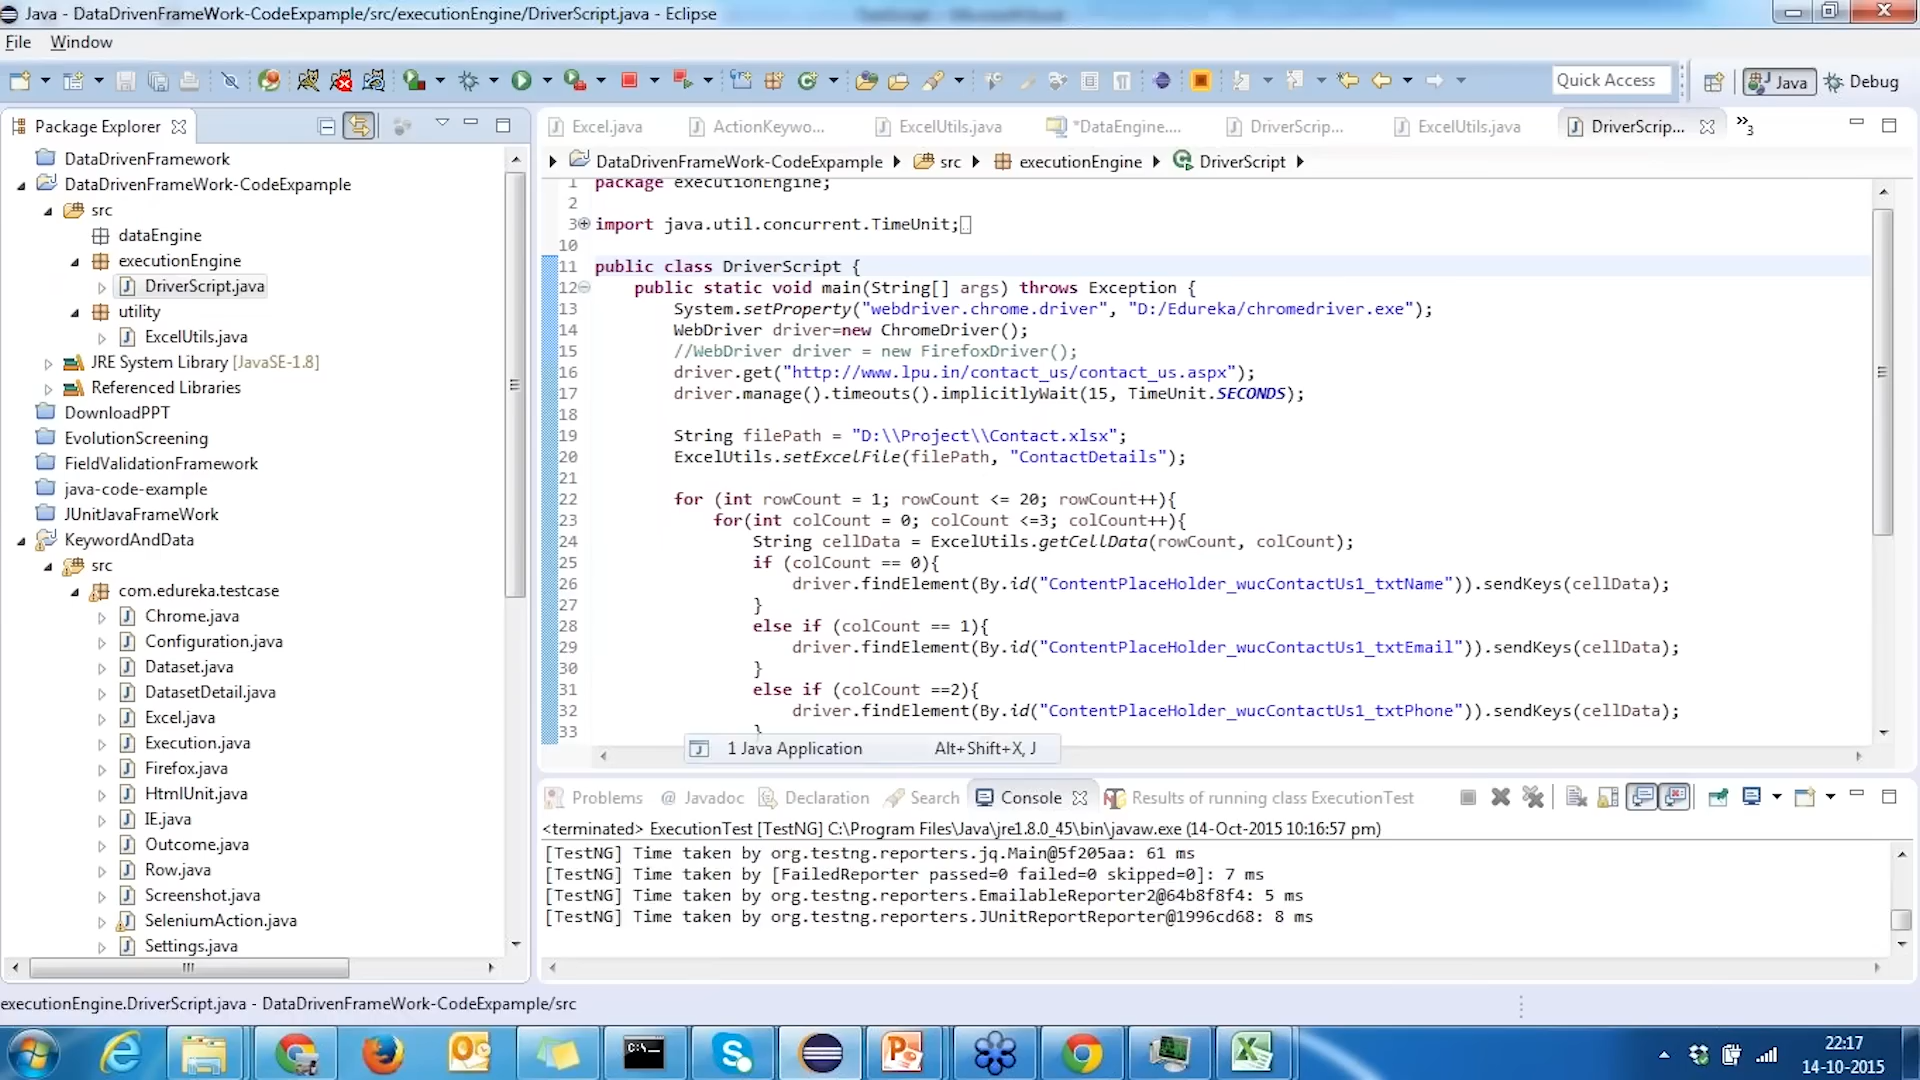 Java - DataDrivenFrameWork-CodeExpample/src/executionEngine/DriverScript.java - Eclipse
File Window
Quick Access
Java
Debug
Package Explorer
DataDrivenFramework
DataDrivenFrameWork-CodeExpample
src
dataEngine
executionEngine
DriverScript.java
utility
ExcelUtils.java
JRE System Library [JavaSE-1.8]
Referenced Libraries
DownloadPPT
EvolutionScreening
FieldValidationFramework
java-code-example
JUnitJavaFrameWork
KeywordAndData
src
com.edureka.testcase
Chrome.java
Configuration.java
Dataset.java
DatasetDetail.java
Excel.java
Execution.java
Firefox.java
HtmlUnit.java
IE.java
Outcome.java
Row.java
Screenshot.java
SeleniumAction.java
Settings.java
Excel.java ActionKeywo... ExcelUtils.java *DataEngine.... DriverScrip... ExcelUtils.java DriverScrip... »3
DataDrivenFrameWork-CodeExpample src executionEngine DriverScript
1 package executionEngine;
2
3 import java.util.concurrent.TimeUnit;
10
11 public class DriverScript {
12 public static void main(String[] args) throws Exception {
13 System.setProperty("webdriver.chrome.driver", "D:/Edureka/chromedriver.exe");
14 WebDriver driver=new ChromeDriver();
15 //WebDriver driver = new FirefoxDriver();
16 driver.get("http://www.lpu.in/contact_us/contact_us.aspx");
17 driver.manage().timeouts().implicitlyWait(15, TimeUnit.SECONDS);
18
19 String filePath = "D:\\Project\\Contact.xlsx";
20 ExcelUtils.setExcelFile(filePath, "ContactDetails");
21
22 for (int rowCount = 1; rowCount <= 20; rowCount++){
23 for(int colCount = 0; colCount <=3; colCount++){
24 String cellData = ExcelUtils.getCellData(rowCount, colCount);
25 if (colCount == 0){
26 driver.findElement(By.id("ContentPlaceHolder_wucContactUs1_txtName")).sendKeys(cellData);
27 }
28 else if (colCount == 1){
29 driver.findElement(By.id("ContentPlaceHolder_wucContactUs1_txtEmail")).sendKeys(cellData);
30 }
31 else if (colCount ==2){
32 driver.findElement(By.id("ContentPlaceHolder_wucContactUs1_txtPhone")).sendKeys(cellData);
33 }
1 Java Application Alt+Shift+X, J
Problems @ Javadoc Declaration Search Console Results of running class ExecutionTest
<terminated> ExecutionTest [TestNG] C:\Program Files\Java\jre1.8.0_45\bin\javaw.exe (14-Oct-2015 10:16:57 pm)
[TestNG] Time taken by org.testng.reporters.jq.Main@5f205aa: 61 ms
[TestNG] Time taken by [FailedReporter passed=0 failed=0 skipped=0]: 7 ms
[TestNG] Time taken by org.testng.reporters.EmailableReporter2@64b8f8f4: 5 ms
[TestNG] Time taken by org.testng.reporters.JUnitReportReporter@1996cd68: 8 ms
executionEngine.DriverScript.java - DataDrivenFrameWork-CodeExpample/src
22:17
14-10-2015